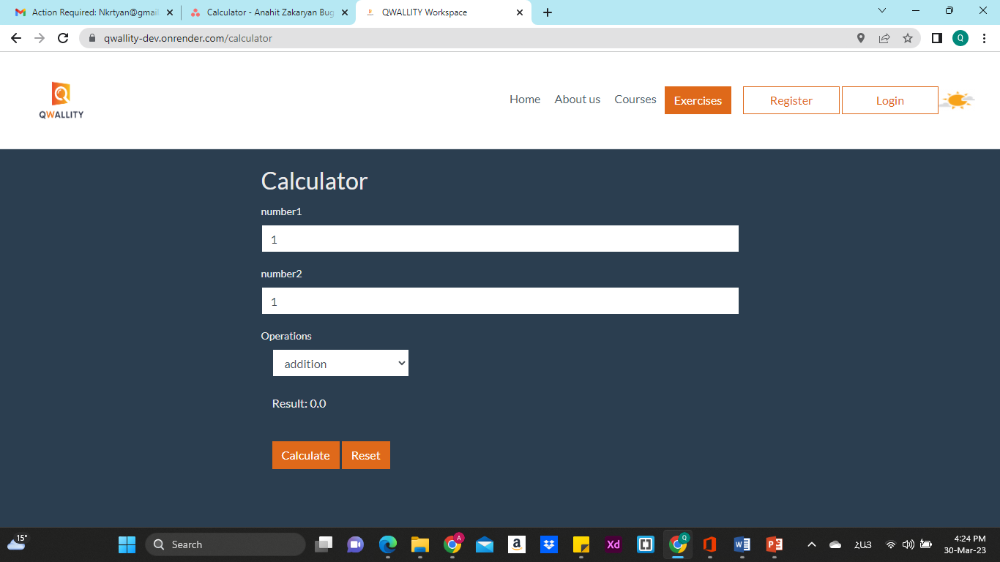 Action Required: Nkrtyan@gmail
Calculator - Anahit Zakaryan Bug
QWALLITY Workspace
qwallity-dev.onrender.com/calculator
Q
QWALLITY
Home
About us
Courses
Exercises
Register
Login
Calculator
number1
1
number2
1
Operations
addition
Result: 0.0
Calculate
Reset
15°
Search
A
a
Xd
Q
W
P
ՀԱՅ
4:24 PM
30-Mar-23